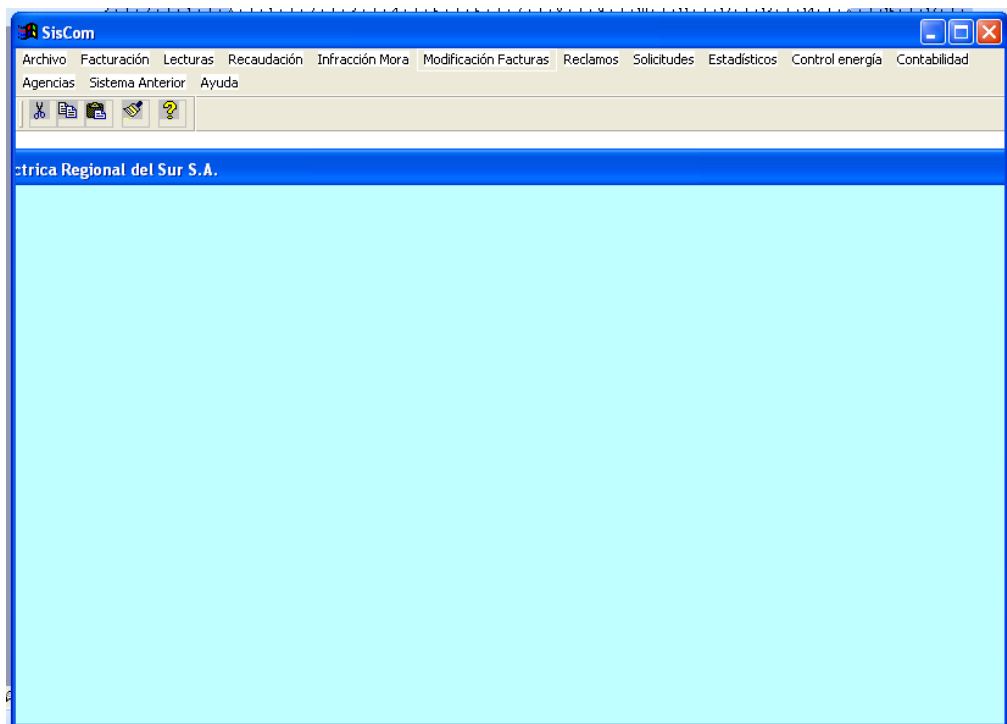 SisCom
Archivo Facturación Lecturas Recaudación Infracción Mora Modificación Facturas Reclamos Solicitudes Estadísticos Control energía Contabilidad
Agencias Sistema Anterior Ayuda
ctrica Regional del Sur S.A.